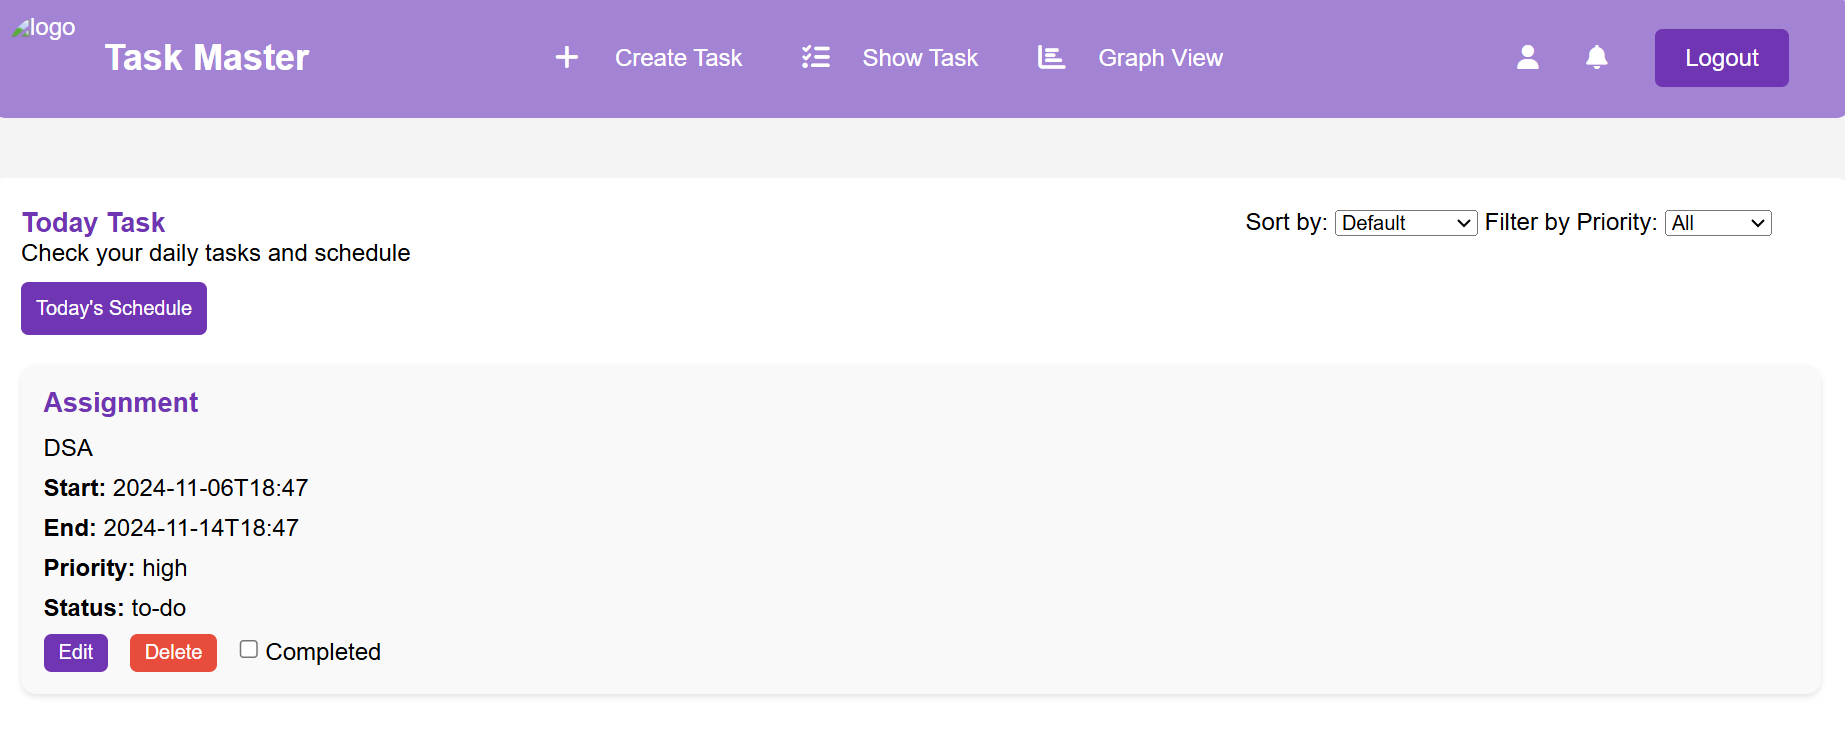 logo
Task Master
Create Task
Show Task
Graph View
Logout
Today Task
Sort by: Default Filter by Priority: All
Check your daily tasks and schedule
Today's Schedule
Assignment
DSA
Start: 2024-11-06T18:47
End: 2024-11-14T18:47
Priority: high
Status: to-do
Edit Delete Completed